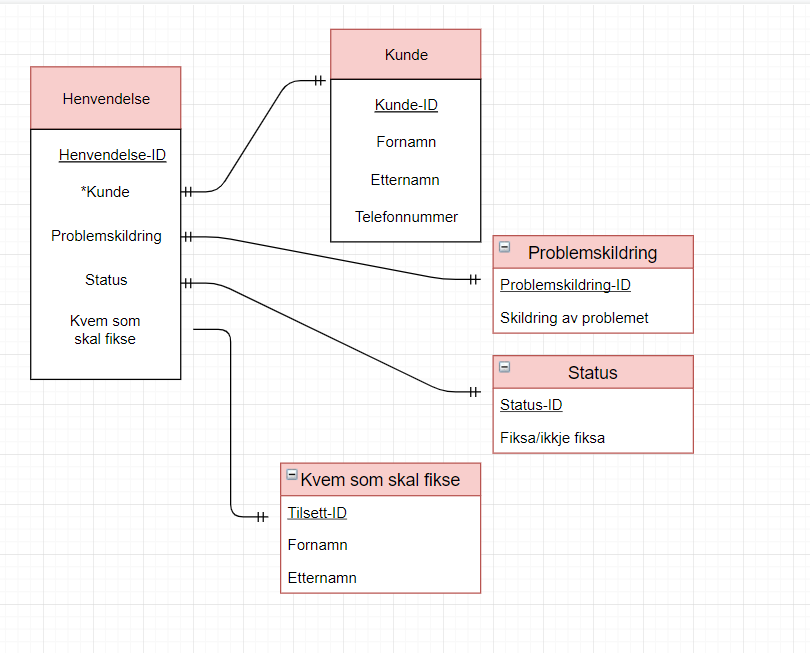 Henvendelse
Henvendelse-ID
*Kunde
Problemskildring
Status
Kvem som
skal fikse
Kunde
Kunde-ID
Fornamn
Etternamn
Telefonnummer
Problemskildring
Problemskildring-ID
Skildring av problemet
Status
Status-ID
Fiksa/ikkje fiksa
Kvem som skal fikse
Tilsett-ID
Fornamn
Etternamn